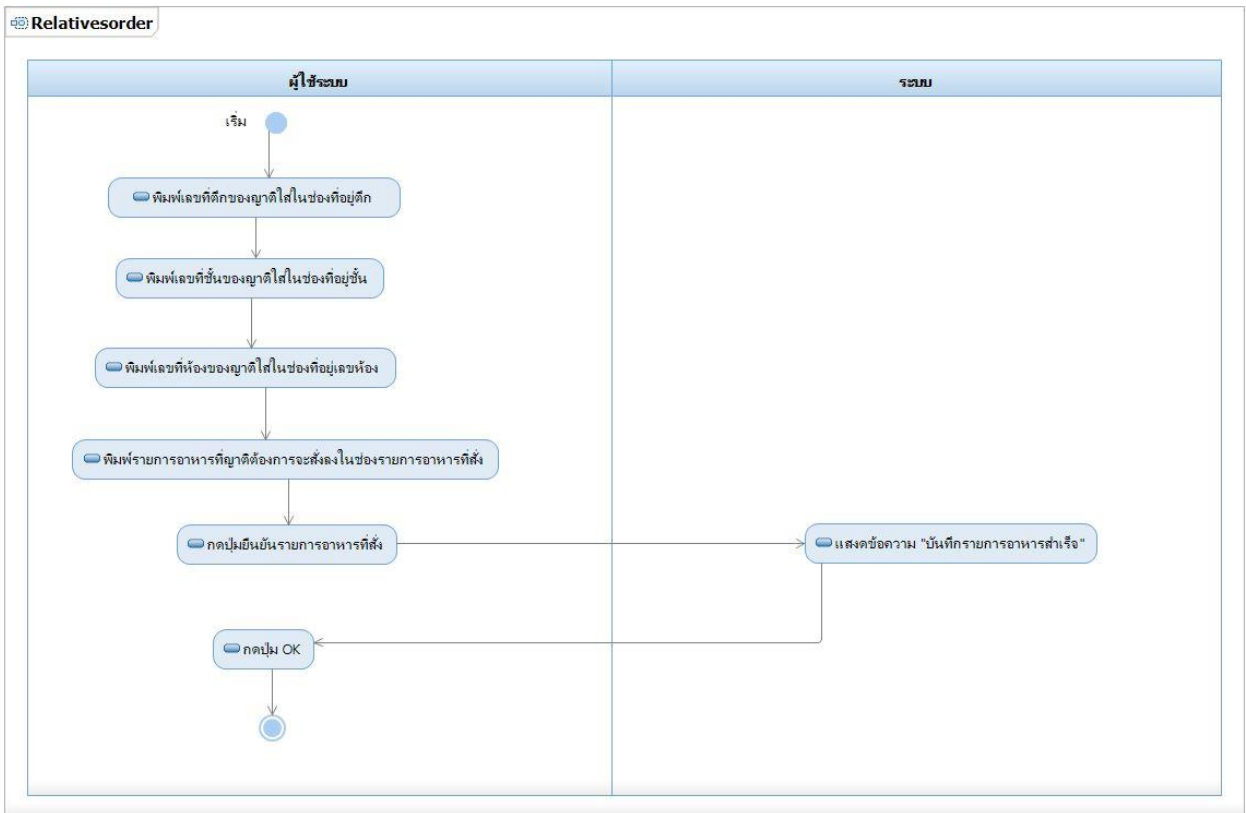 Relativesorder
ผู้ใช้ระบบ
ระบบ
เริ่ม
พิมพ์เลขที่ตึกของญาติใส่ในช่องที่อยู่ตึก
พิมพ์เลขที่ชั้นของญาติใส่ในช่องที่อยู่ชั้น
พิมพ์เลขที่ห้องของญาติใส่ในช่องที่อยู่เลขห้อง
พิมพ์รายการอาหารที่ญาติต้องการจะสั่งลงในช่องรายการอาหารที่สั่ง
กดปุ่มยืนยันรายการอาหารที่สั่ง
แสงดข้อความ "บันทึกรายการอาหารสำเร็จ"
กดปุ่ม OK